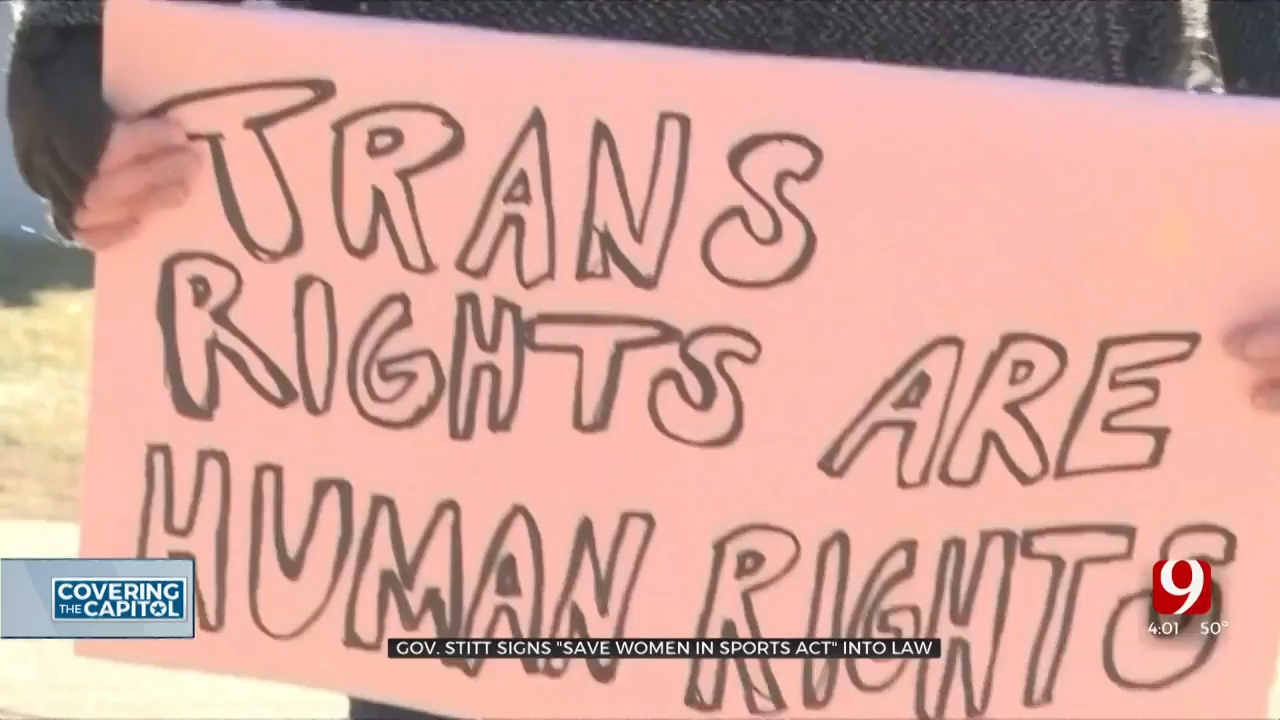 TRANS
RIGHTS ARE
HUMAN RIGHTS
COVERING
THE CAPITOL
GOV. STITT SIGNS "SAVE WOMEN IN SPORTS ACT" INTO LAW
9
4:01 50°